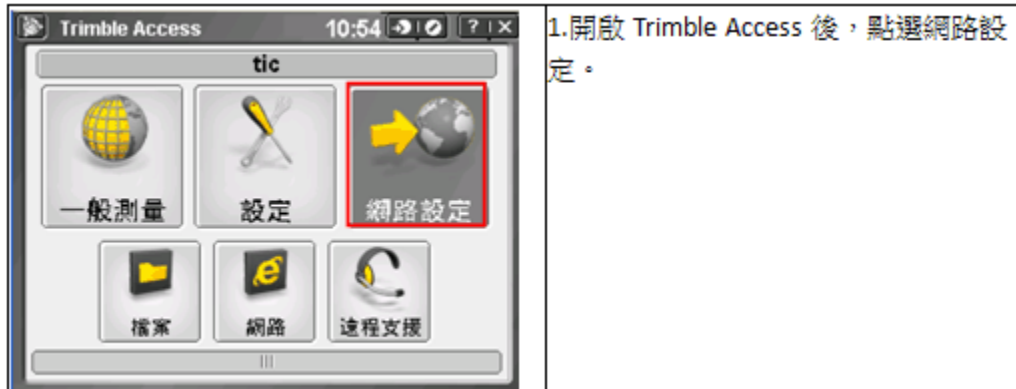 Trimble Access 10:54 ? X
tic
一般測量 設定 網路設定
檔案 網路 遠程支援
1.開啟 Trimble Access 後，點選網路設
定。